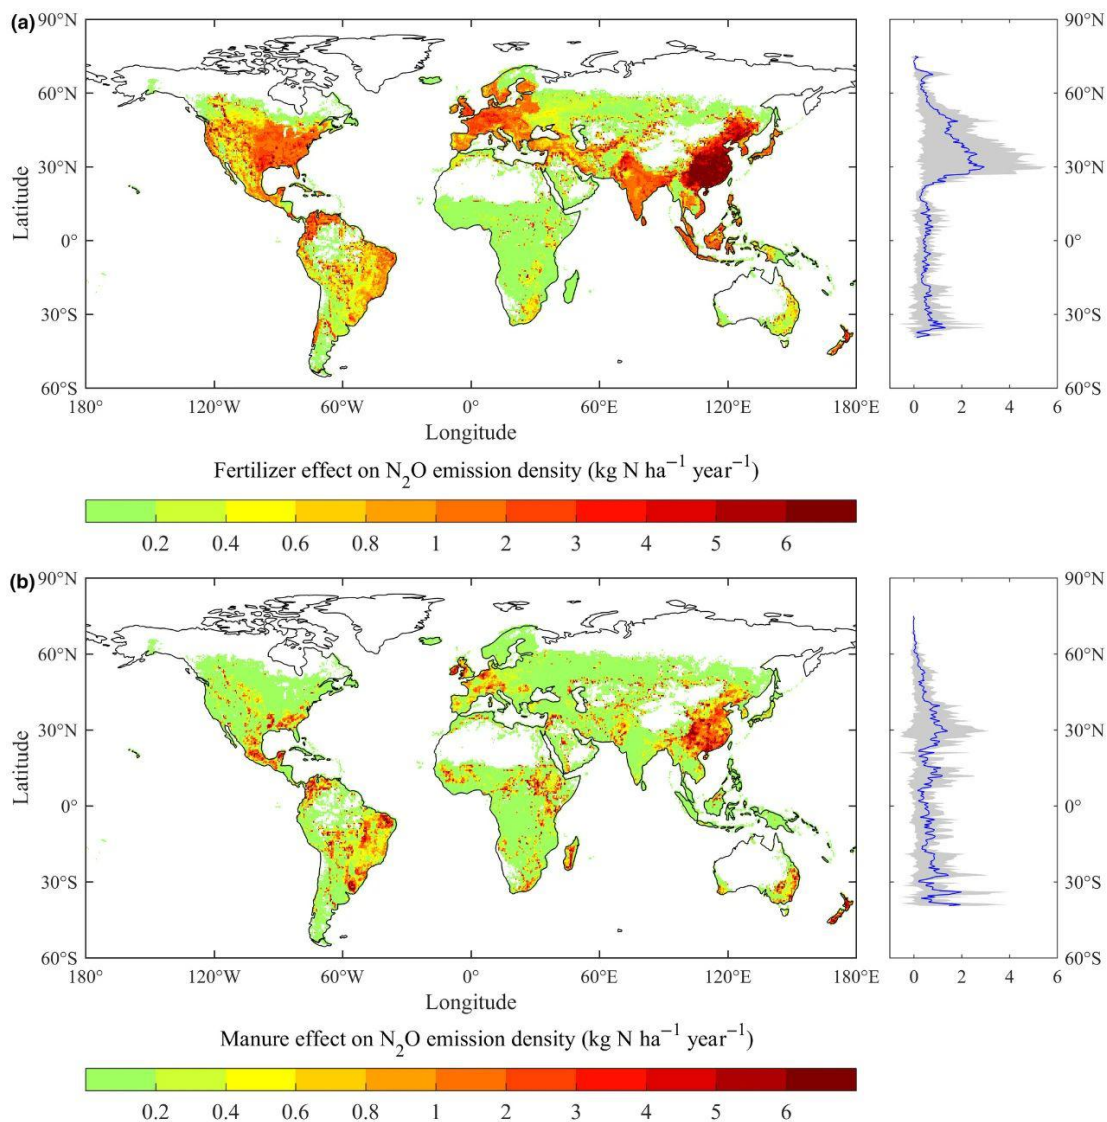 (a)
90°N
60°N
30°N
0°
30°S
60°S
Latitude
180°
120°W
60°W
0°
60°E
120°E
180°E
Longitude
90°N
60°N
30°N
0°
30°S
60°S
0
2
4
6
Fertilizer effect on N₂O emission density (kg N ha⁻¹ year⁻¹)
0.2
0.4
0.6
0.8
1
2
3
4
5
6
(b)
90°N
60°N
30°N
0°
30°S
60°S
Latitude
180°
120°W
60°W
0°
60°E
120°E
180°E
Longitude
90°N
60°N
30°N
0°
30°S
60°S
0
2
4
6
Manure effect on N₂O emission density (kg N ha⁻¹ year⁻¹)
0.2
0.4
0.6
0.8
1
2
3
4
5
6